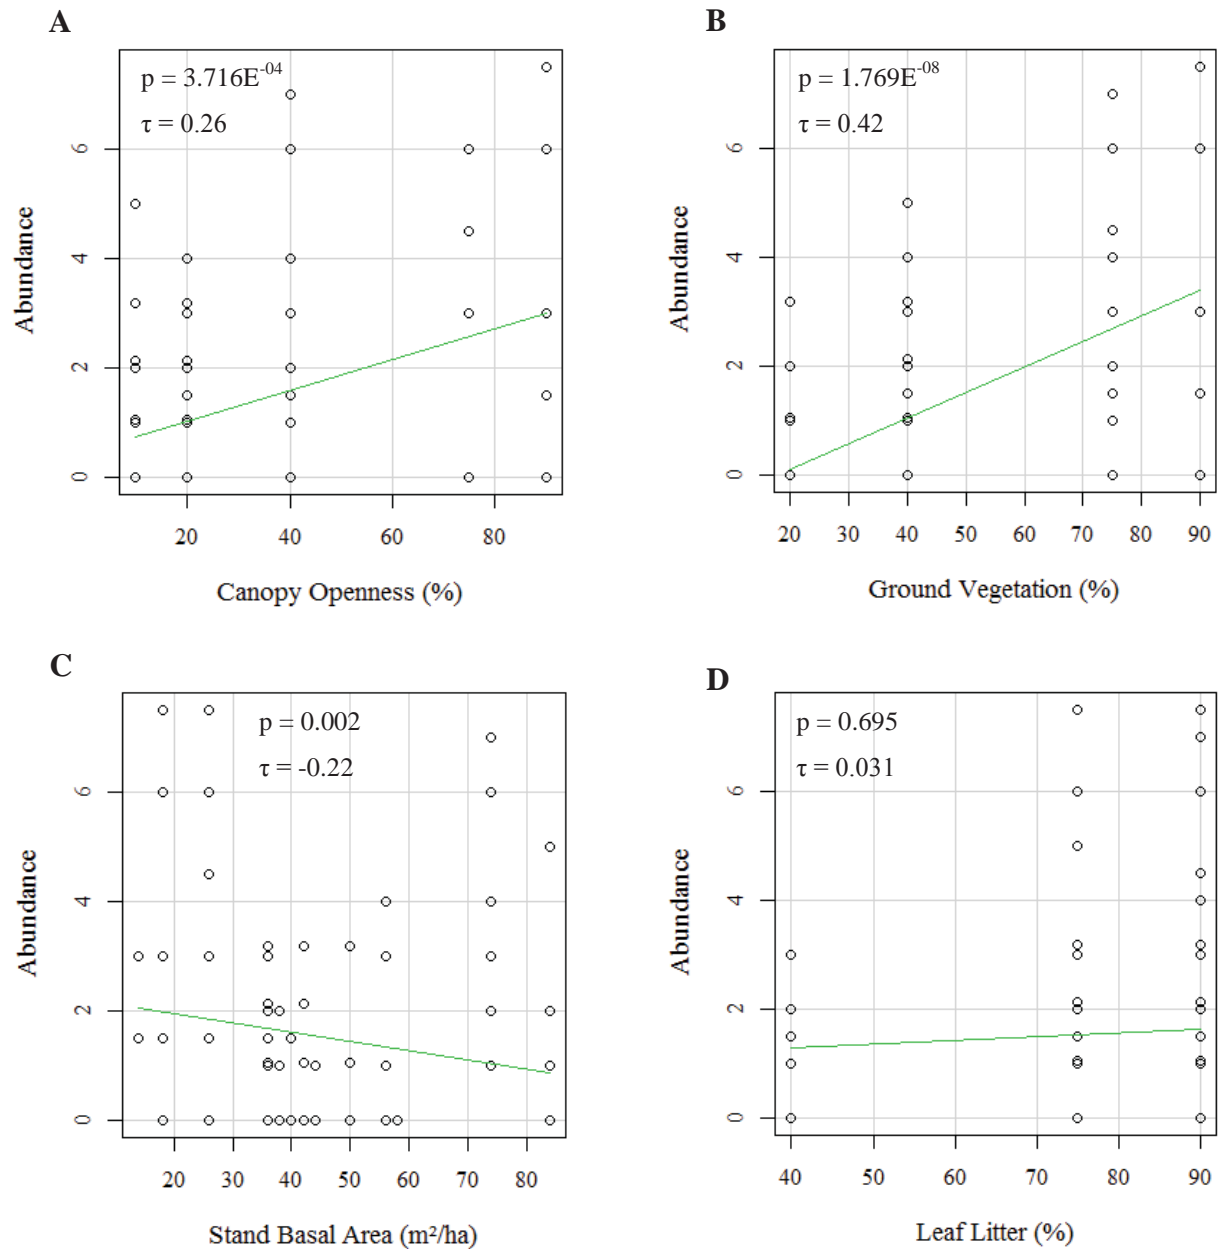 A
p = 3.716E⁻⁰⁴
τ = 0.26
Abundance
6
4
2
0
20 40 60 80
Canopy Openness (%)
B
p = 1.769E⁻⁰⁸
τ = 0.42
Abundance
6
4
2
0
20 30 40 50 60 70 80 90
Ground Vegetation (%)
C
p = 0.002
τ = -0.22
Abundance
6
4
2
0
20 30 40 50 60 70 80
Stand Basal Area (m²/ha)
D
p = 0.695
τ = 0.031
Abundance
6
4
2
0
40 50 60 70 80 90
Leaf Litter (%)